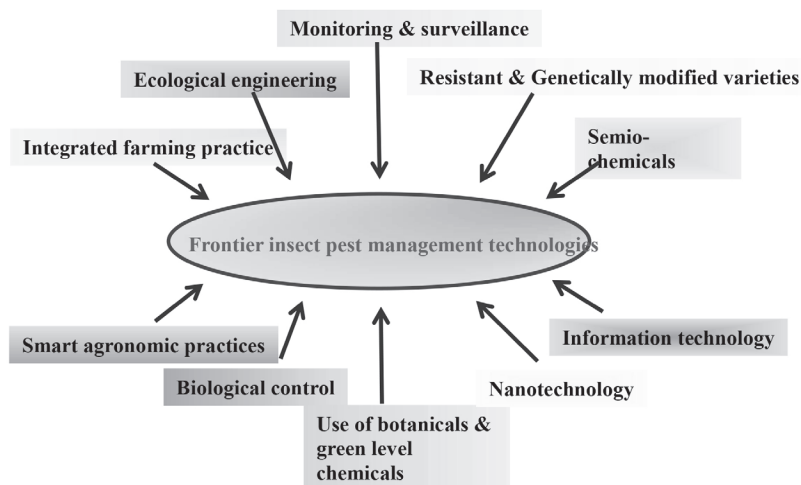 Monitoring & surveillance
Ecological engineering
Resistant & Genetically modified varieties
Integrated farming practice
Semio-
chemicals
Frontier insect pest management technologies
Smart agronomic practices
Information technology
Biological control
Nanotechnology
Use of botanicals &
green level
chemicals